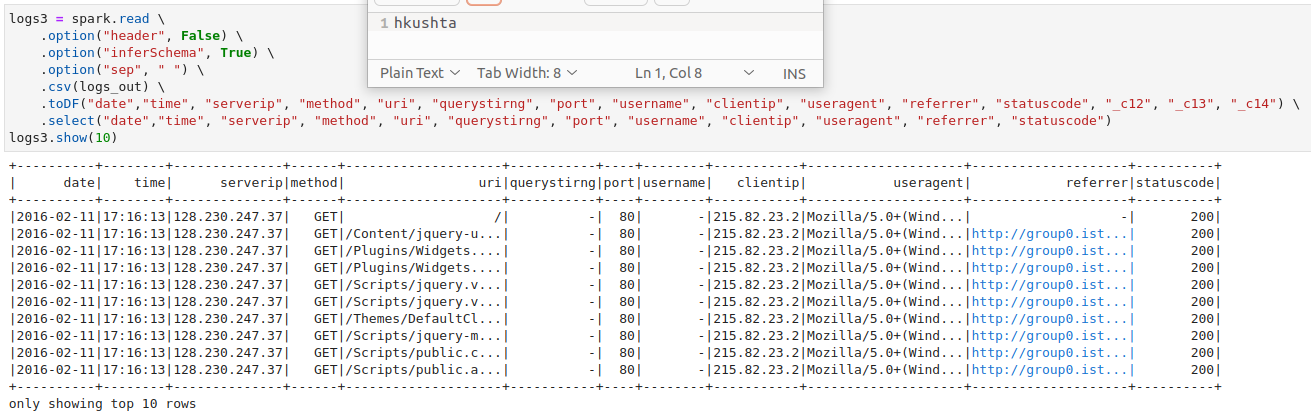 logs3 = spark.read \
    .option("header", False) \
    .option("inferSchema", True) \
    .option("sep", " ") \
    .csv(logs_out) \
    .toDF("date","time", "serverip", "method", "uri", "querystirng", "port", "username", "clientip", "useragent", "referrer", "statuscode", "_c12", "_c13", "_c14") \
    .select("date","time", "serverip", "method", "uri", "querystirng", "port", "username", "clientip", "useragent", "referrer", "statuscode")
logs3.show(10)
1 hkushta
Plain Text Tab Width: 8 Ln 1, Col 8 INS
+----------+--------+--------------+------+--------------------+-----------+----+--------+-----------+--------------------+--------------------+----------+
|      date|    time|      serverip|method|                 uri|querystirng|port|username|   clientip|           useragent|            referrer|statuscode|
+----------+--------+--------------+------+--------------------+-----------+----+--------+-----------+--------------------+--------------------+----------+
|2016-02-11|17:16:13|128.230.247.37|   GET|                   /|          -|  80|       -|215.82.23.2|Mozilla/5.0+(Wind...|                   -|       200|
|2016-02-11|17:16:13|128.230.247.37|   GET|/Content/jquery-u...|          -|  80|       -|215.82.23.2|Mozilla/5.0+(Wind...|http://group0.ist...|       200|
|2016-02-11|17:16:13|128.230.247.37|   GET|/Plugins/Widgets....|          -|  80|       -|215.82.23.2|Mozilla/5.0+(Wind...|http://group0.ist...|       200|
|2016-02-11|17:16:13|128.230.247.37|   GET|/Plugins/Widgets....|          -|  80|       -|215.82.23.2|Mozilla/5.0+(Wind...|http://group0.ist...|       200|
|2016-02-11|17:16:13|128.230.247.37|   GET|/Scripts/jquery.v...|          -|  80|       -|215.82.23.2|Mozilla/5.0+(Wind...|http://group0.ist...|       200|
|2016-02-11|17:16:13|128.230.247.37|   GET|/Scripts/jquery.v...|          -|  80|       -|215.82.23.2|Mozilla/5.0+(Wind...|http://group0.ist...|       200|
|2016-02-11|17:16:13|128.230.247.37|   GET|/Themes/DefaultCl...|          -|  80|       -|215.82.23.2|Mozilla/5.0+(Wind...|http://group0.ist...|       200|
|2016-02-11|17:16:13|128.230.247.37|   GET|/Scripts/jquery-m...|          -|  80|       -|215.82.23.2|Mozilla/5.0+(Wind...|http://group0.ist...|       200|
|2016-02-11|17:16:13|128.230.247.37|   GET|/Scripts/public.c...|          -|  80|       -|215.82.23.2|Mozilla/5.0+(Wind...|http://group0.ist...|       200|
|2016-02-11|17:16:13|128.230.247.37|   GET|/Scripts/public.a...|          -|  80|       -|215.82.23.2|Mozilla/5.0+(Wind...|http://group0.ist...|       200|
+----------+--------+--------------+------+--------------------+-----------+----+--------+-----------+--------------------+--------------------+----------+
only showing top 10 rows